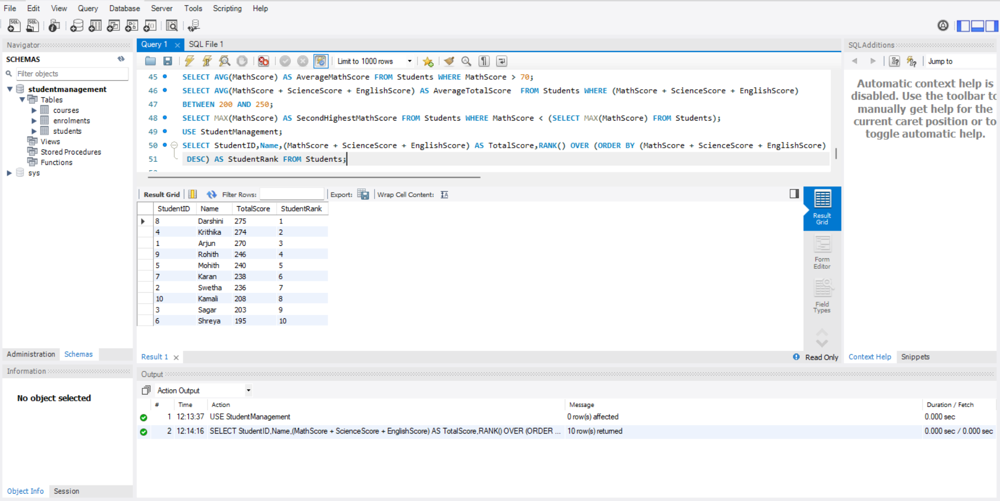 File Edit View Query Database Server Tools Scripting Help
Navigator
SCHEMAS
Filter objects
studentmanagement
Tables
courses
enrolments
students
Views
Stored Procedures
Functions
sys
Administration Schemas
Information
No object selected
Object Info Session
Query 1 SQL File 1
Limit to 1000 rows
45 SELECT AVG(MathScore) AS AverageMathScore FROM Students WHERE MathScore > 70;
46 SELECT AVG(MathScore + ScienceScore + EnglishScore) AS AverageTotalScore FROM Students WHERE (MathScore + ScienceScore + EnglishScore)
47 BETWEEN 200 AND 250;
48 SELECT MAX(MathScore) AS SecondHighestMathScore FROM Students WHERE MathScore < (SELECT MAX(MathScore) FROM Students);
49 USE StudentManagement;
50 SELECT StudentID,Name,(MathScore + ScienceScore + EnglishScore) AS TotalScore,RANK() OVER (ORDER BY (MathScore + ScienceScore + EnglishScore)
51 DESC) AS StudentRank FROM Students;
Result Grid Filter Rows: Export: Wrap Cell Content:
StudentID Name TotalScore StudentRank
8 Darshini 275 1
4 Krithika 274 2
1 Arjun 270 3
9 Rohith 246 4
5 Mohith 240 5
7 Karan 238 6
2 Swetha 236 7
10 Kamali 208 8
3 Sagar 203 9
6 Shreya 195 10
Result
Grid
Form
Editor
Field
Types
Result 1 Read Only
SQLAdditions
Jump to
Automatic context help is
disabled. Use the toolbar to
manually get help for the
current caret position or to
toggle automatic help.
Context Help Snippets
Output
Action Output
# Time Action Message Duration / Fetch
1 12:13:37 USE StudentManagement 0 row(s) affected 0.000 sec
2 12:14:16 SELECT StudentID,Name,(MathScore + ScienceScore + EnglishScore) AS TotalScore,RANK() OVER (ORDER ... 10 row(s) returned 0.000 sec / 0.000 sec